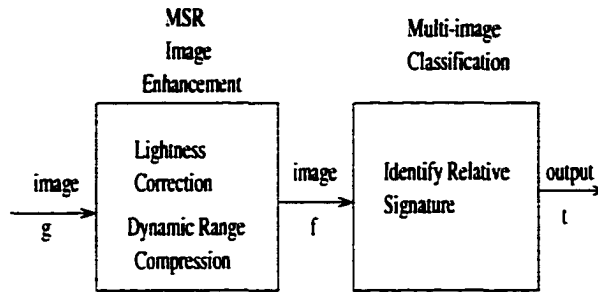 MSR
Image
Enhancement
Multi-image
Classification
image
g
Lightness
Correction
Dynamic Range
Compression
image
f
Identify Relative
Signature
output
t